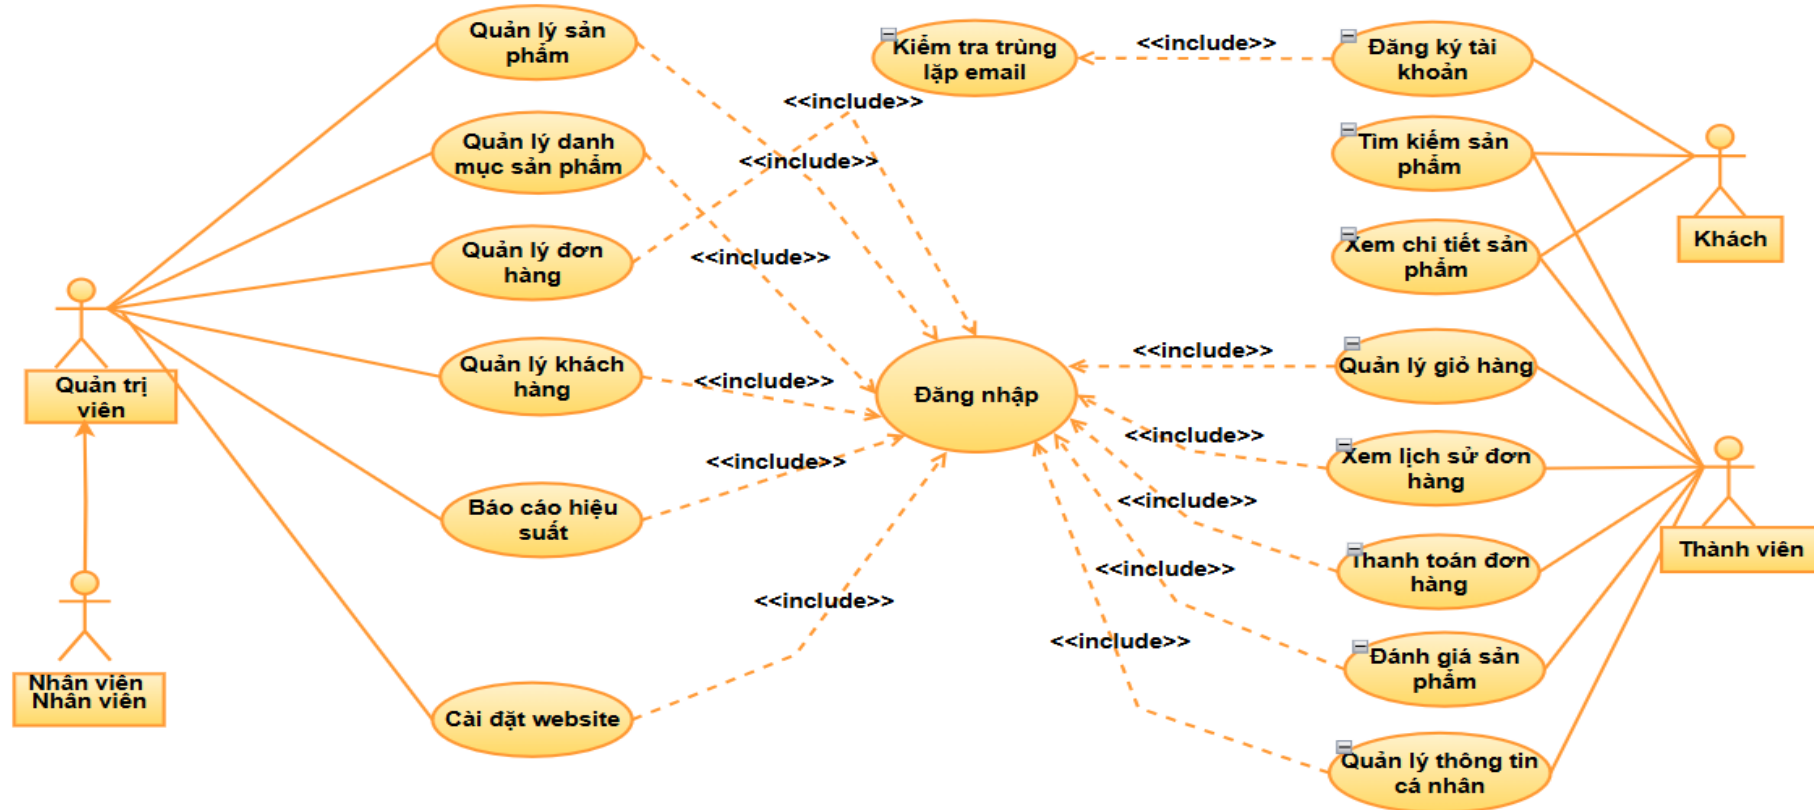 Quản lý sản
phẩm
Kiểm tra trùng
lặp email
<<include>>
Đăng ký tài
khoản
<<include>>
Quản lý danh
mục sản phẩm
<<include>>
Tìm kiếm sản
phẩm
Quản lý đơn
hàng
<<include>>
Xem chi tiết sản
phẩm
Khách
Quản lý khách
hàng
<<include>>
Đăng nhập
<<include>>
Quản lý giỏ hàng
Quản trị
viên
<<include>>
Xem lịch sử đơn
hàng
Báo cáo hiệu
suất
<<include>>
<<include>>
Thanh toán đơn
hàng
Thành viên
<<include>>
<<include>>
Đánh giá sản
phẩm
<<include>>
Nhân viên
Nhân viên
Cài đặt website
Quản lý thông tin
cá nhân